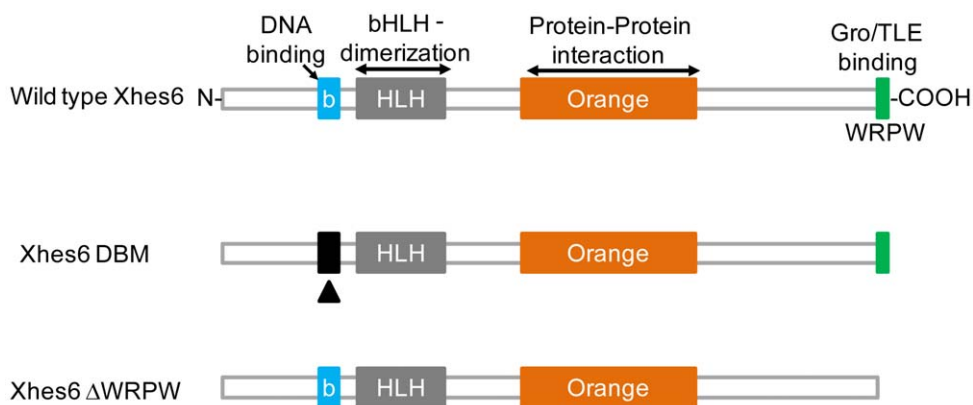 DNA
binding
bHLH -
dimerization
Protein-Protein
interaction
Gro/TLE
binding
Wild type Xhes6 N- b HLH Orange -COOH
WRPW
Xhes6 DBM HLH Orange
Xhes6 ΔWRPW b HLH Orange